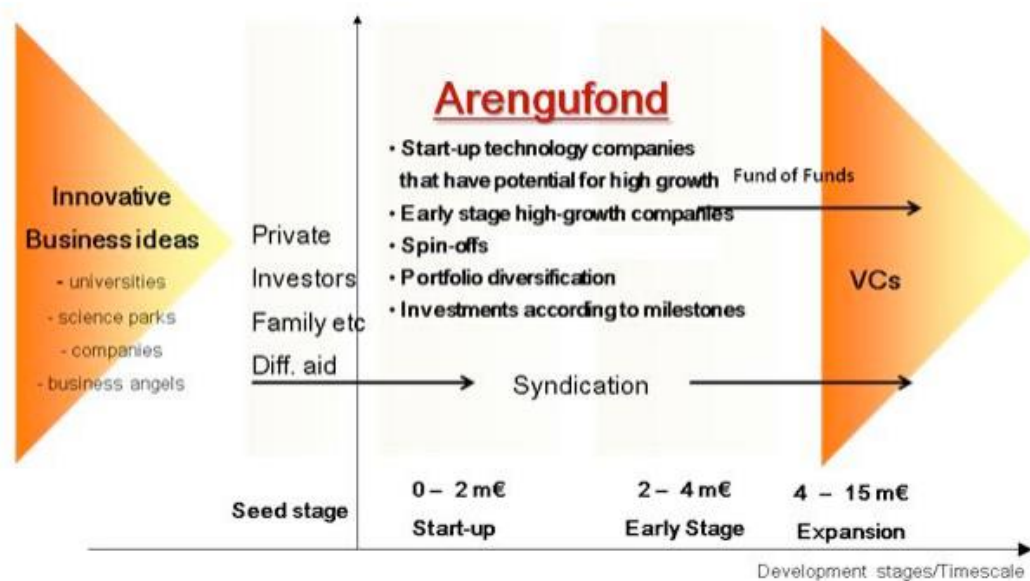 Innovative
Business ideas
- universities
- science parks
- companies
- business angels
Private
Investors
Family etc
Diff. aid
Arengufond
• Start-up technology companies
that have potential for high growth
• Early stage high-growth companies
• Spin-offs
• Portfolio diversification
• Investments according to milestones
Fund of Funds
VCs
Syndication
Seed stage
0 – 2 m€
Start-up
2 – 4 m€
Early Stage
4 – 15 m€
Expansion
Development stages/Timescale